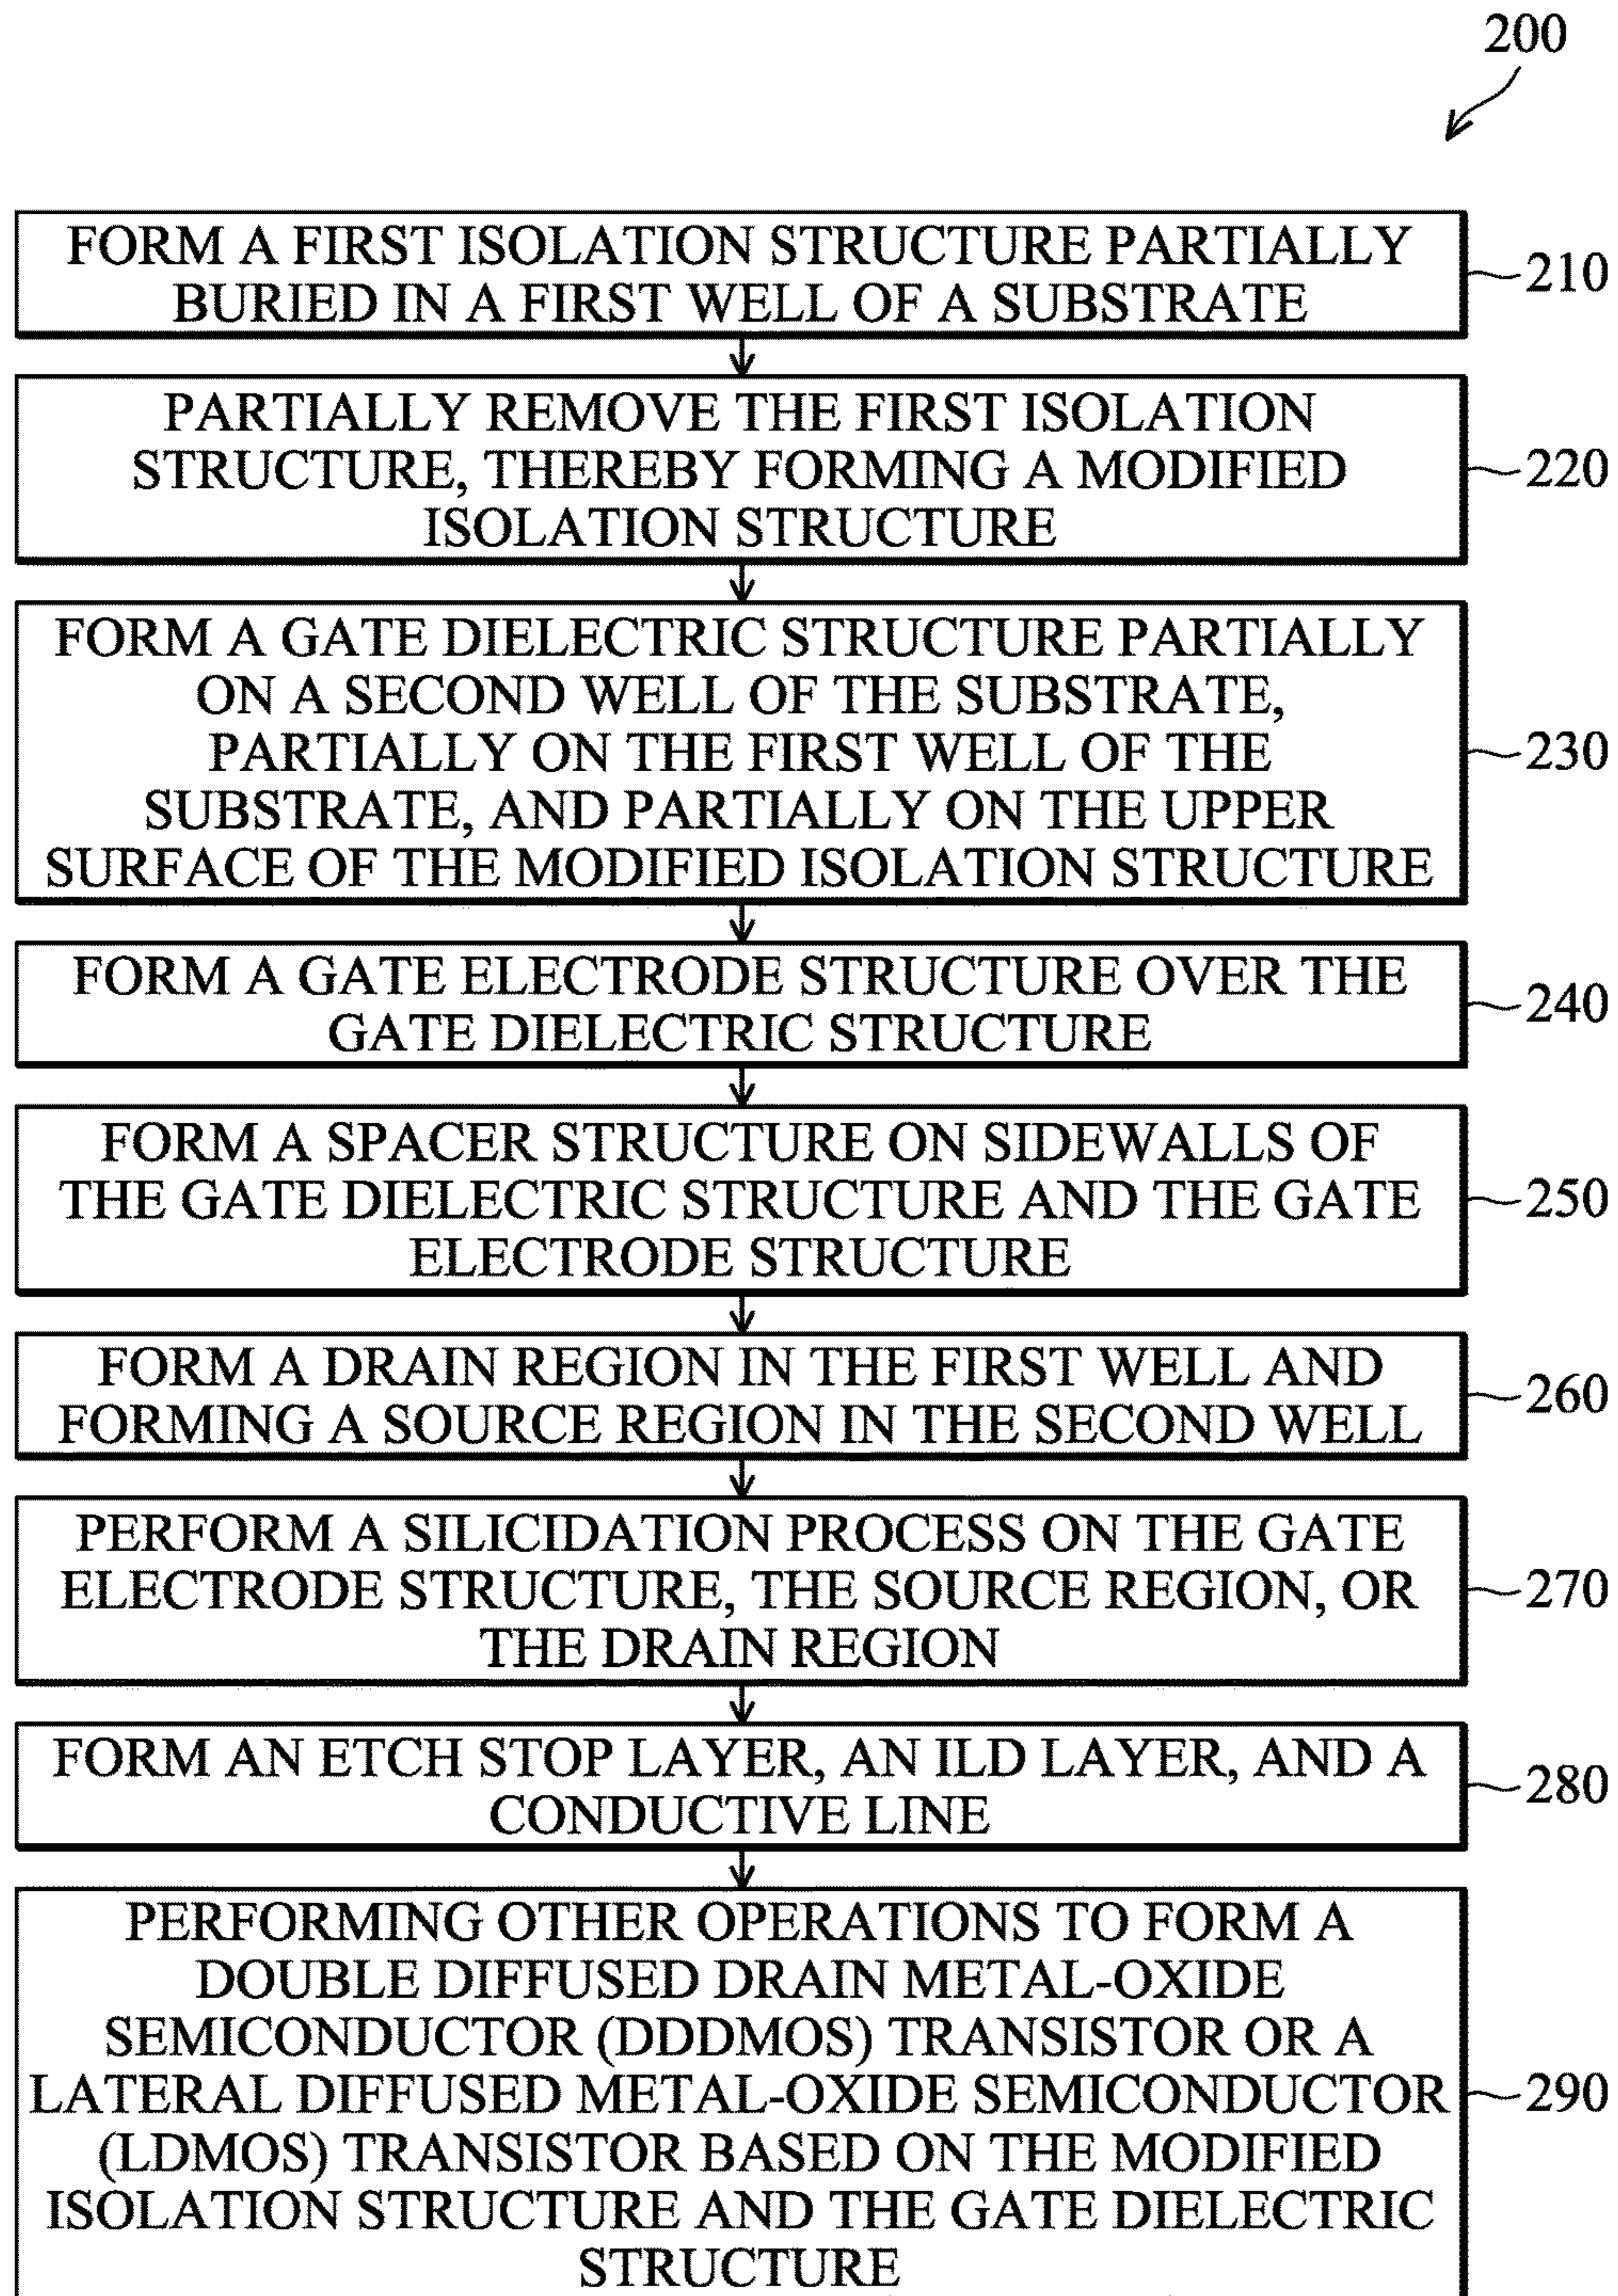 200
FORM A FIRST ISOLATION STRUCTURE PARTIALLY
BURIED IN A FIRST WELL OF A SUBSTRATE
210
PARTIALLY REMOVE THE FIRST ISOLATION
STRUCTURE, THEREBY FORMING A MODIFIED
ISOLATION STRUCTURE
220
FORM A GATE DIELECTRIC STRUCTURE PARTIALLY
ON A SECOND WELL OF THE SUBSTRATE,
PARTIALLY ON THE FIRST WELL OF THE
SUBSTRATE, AND PARTIALLY ON THE UPPER
SURFACE OF THE MODIFIED ISOLATION STRUCTURE
230
FORM A GATE ELECTRODE STRUCTURE OVER THE
GATE DIELECTRIC STRUCTURE
240
FORM A SPACER STRUCTURE ON SIDEWALLS OF
THE GATE DIELECTRIC STRUCTURE AND THE GATE
ELECTRODE STRUCTURE
250
FORM A DRAIN REGION IN THE FIRST WELL AND
FORMING A SOURCE REGION IN THE SECOND WELL
260
PERFORM A SILICIDATION PROCESS ON THE GATE
ELECTRODE STRUCTURE, THE SOURCE REGION, OR
THE DRAIN REGION
270
FORM AN ETCH STOP LAYER, AN ILD LAYER, AND A
CONDUCTIVE LINE
280
PERFORMING OTHER OPERATIONS TO FORM A
DOUBLE DIFFUSED DRAIN METAL-OXIDE
SEMICONDUCTOR (DDDMOS) TRANSISTOR OR A
LATERAL DIFFUSED METAL-OXIDE SEMICONDUCTOR
(LDMOS) TRANSISTOR BASED ON THE MODIFIED
ISOLATION STRUCTURE AND THE GATE DIELECTRIC
STRUCTURE
290